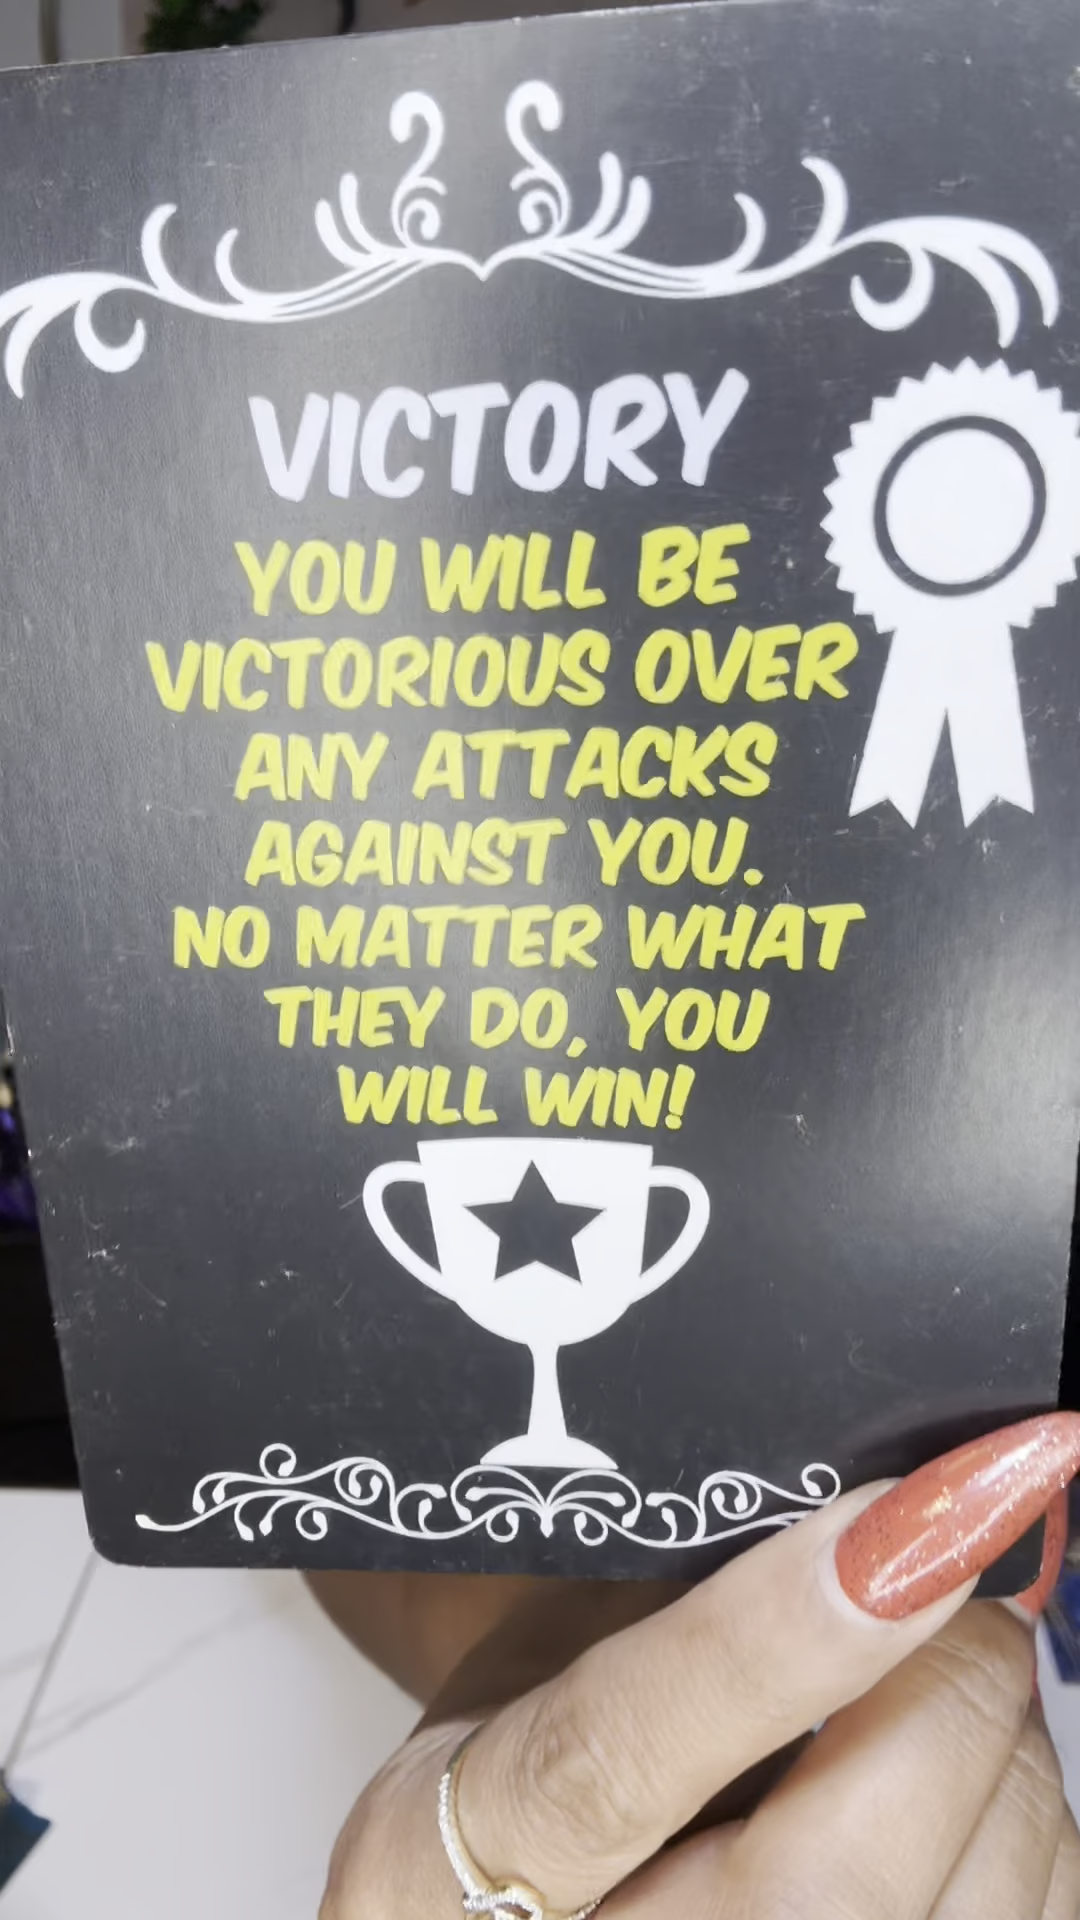 VICTORY
YOU WILL BE
VICTORIOUS OVER
ANY ATTACKS
AGAINST YOU.
NO MATTER WHAT
THEY DO, YOU
WILL WIN!